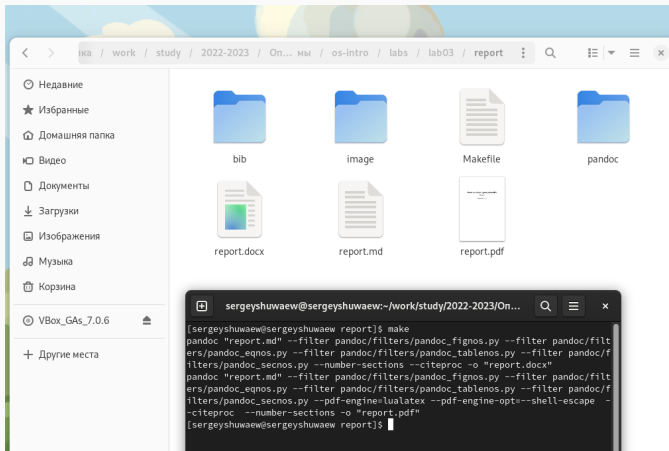 ка / work / study / 2022-2023 / Оп… мы / os-intro / labs / lab03 / report
Недавние
Избранные
Домашняя папка
Видео
Документы
Загрузки
Изображения
Музыка
Корзина
VBox_GAs_7.0.6
Другие места
bib
image
Makefile
pandoc
report.docx
report.md
report.pdf
sergeyshuwaew@sergeyshuwaew:~/work/study/2022-2023/Оп…
[sergeyshuwaew@sergeyshuwaew report]$ make
pandoc "report.md" --filter pandoc/filters/pandoc_fignos.py --filter pandoc/filt
ers/pandoc_eqnos.py --filter pandoc/filters/pandoc_tablenos.py --filter pandoc/f
ilters/pandoc_secnos.py --number-sections --citeproc -o "report.docx"
pandoc "report.md" --filter pandoc/filters/pandoc_fignos.py --filter pandoc/filt
ers/pandoc_eqnos.py --filter pandoc/filters/pandoc_tablenos.py --filter pandoc/f
ilters/pandoc_secnos.py --pdf-engine=lualatex --pdf-engine-opt=--shell-escape -
-citeproc  --number-sections -o "report.pdf"
[sergeyshuwaew@sergeyshuwaew report]$